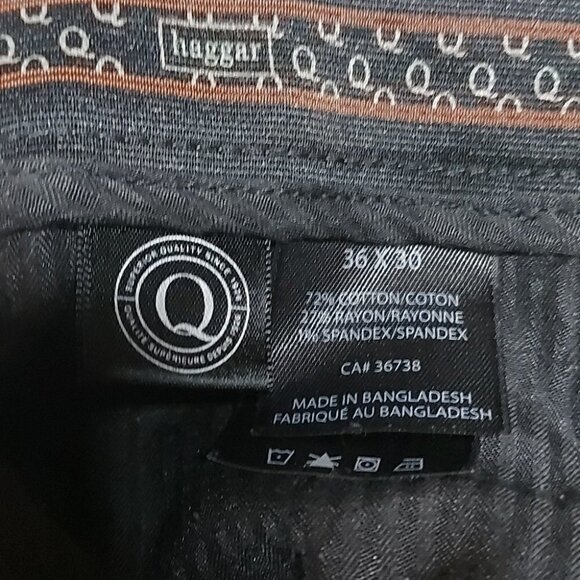 haggar
Q Q Q Q Q Q
SUPERIOR QUALITY SINCE 1926
Q
QUALITÉ SUPÉRIEURE DEPUIS 1926
36 X 30
72% COTTON/COTON
27% RAYON/RAYONNE
1% SPANDEX/SPANDEX
CA# 36738
MADE IN BANGLADESH
FABRIQUÉ AU BANGLADESH